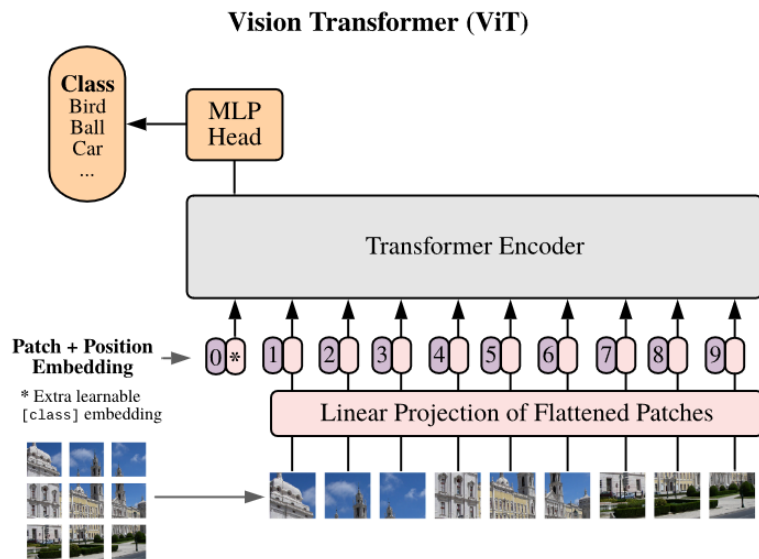 Vision Transformer (ViT)
Class
Bird
Ball
Car
...
MLP
Head
Transformer Encoder
Patch + Position
Embedding
0 * 1 2 3 4 5 6 7 8 9
* Extra learnable
[class] embedding
Linear Projection of Flattened Patches